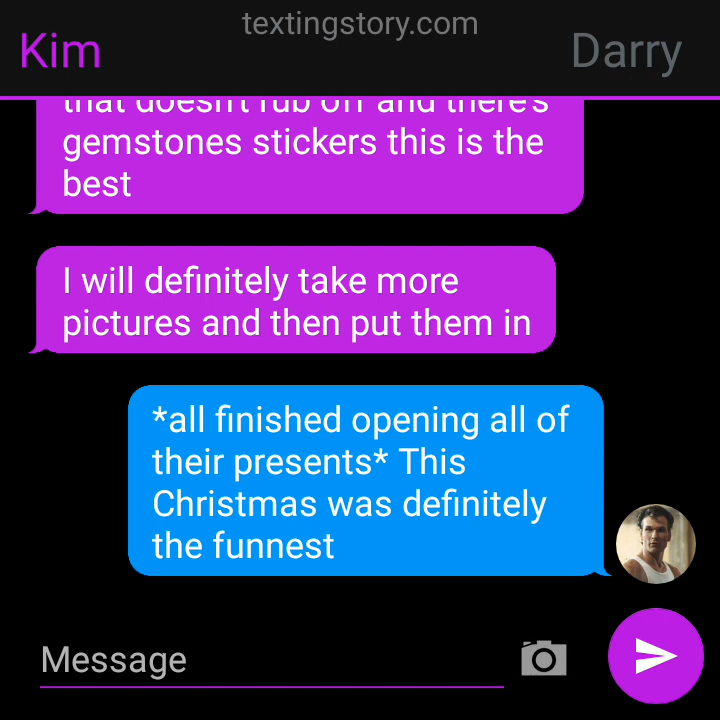 textingstory.com
Kim
Darry
that doesn't rub off and there's
gemstones stickers this is the
best
I will definitely take more
pictures and then put them in
*all finished opening all of
their presents* This
Christmas was definitely
the funnest
Message